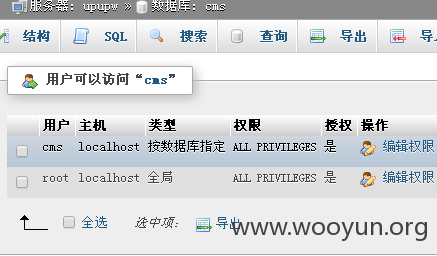 服务器: upupw » 数据库: cms
结构 SQL 搜索 查询 导出 导入
用户可以访问“cms”
用户 主机 类型 权限 授权 操作
cms localhost 按数据库指定 ALL PRIVILEGES 是 编辑权限
root localhost 全局 ALL PRIVILEGES 是 编辑权限
全选 选中项: 导出
www.wooyun.org